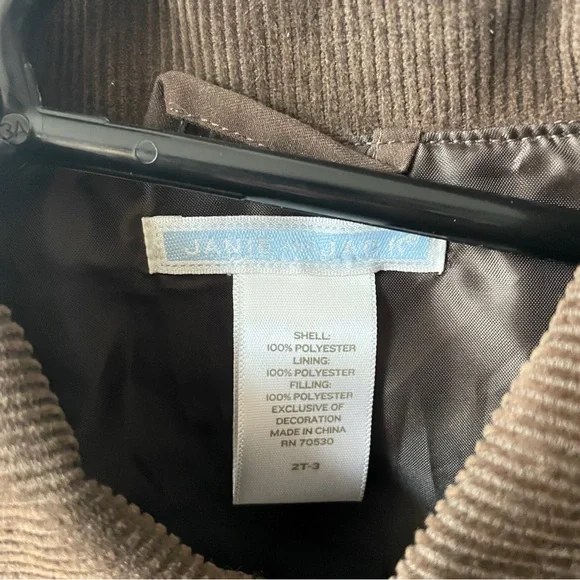 3A
JANIE AND JACK
SHELL:
100% POLYESTER
LINING:
100% POLYESTER
FILLING:
100% POLYESTER
EXCLUSIVE OF
DECORATION
MADE IN CHINA
RN 70530
2T-3